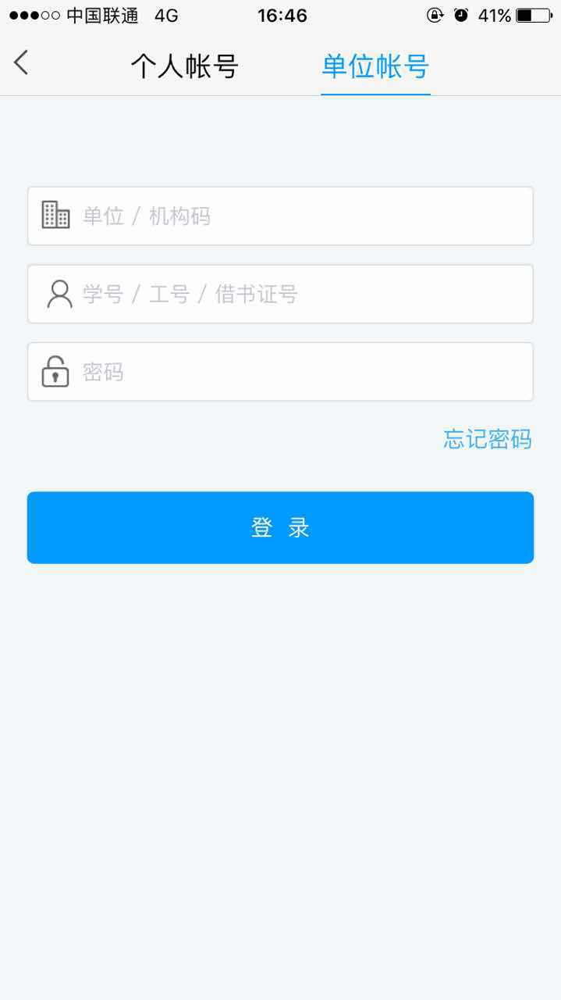 中国联通 4G 16:46 41%
个人帐号 单位帐号
单位 / 机构码
学号 / 工号 / 借书证号
密码
忘记密码
登 录